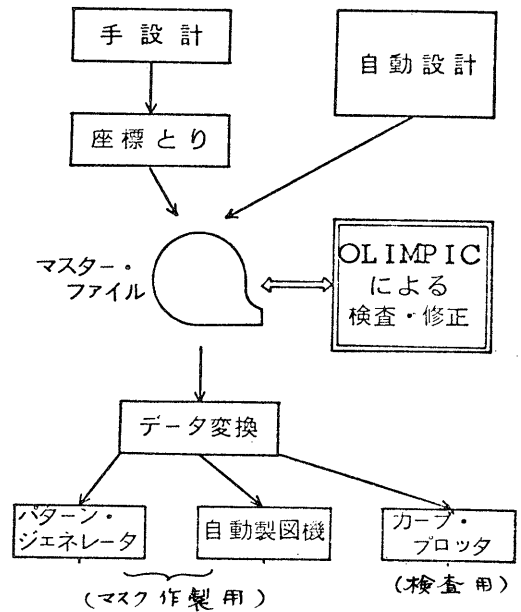 手設計
自動設計
座標とり
マスター・
ファイル
OLIMPIC
による
検査・修正
データ変換
パターン・
ジェネレータ
自動製図機
カーブ・
プロッタ
(マスク作製用)
(検査用)